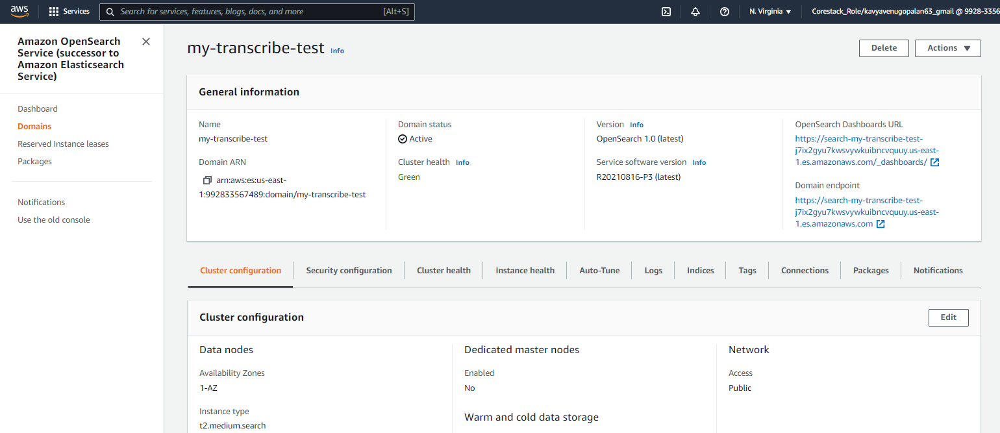 aws
Services
Search for services, features, blogs, docs, and more
[Alt+S]
N. Virginia ▼
Corestack_Role/kavyavenugopalan63_gmail @ 9928-3356
Amazon OpenSearch
Service (successor to
Amazon Elasticsearch
Service)
Dashboard
Domains
Reserved Instance leases
Packages
Notifications
Use the old console
my-transcribe-test Info
Delete
Actions ▼
General information
Name
my-transcribe-test
Domain ARN
arn:aws:es:us-east-
1:992833567489:domain/my-transcribe-test
Domain status
Active
Cluster health Info
Green
Version Info
OpenSearch 1.0 (latest)
Service software version Info
R20210816-P3 (latest)
OpenSearch Dashboards URL
https://search-my-transcribe-test-
j7ix2gyu7kwsvywkuibncvquuy.us-east-
1.es.amazonaws.com/_dashboards/
Domain endpoint
https://search-my-transcribe-test-
j7ix2gyu7kwsvywkuibncvquuy.us-east-
1.es.amazonaws.com
Cluster configuration
Security configuration
Cluster health
Instance health
Auto-Tune
Logs
Indices
Tags
Connections
Packages
Notifications
Cluster configuration
Edit
Data nodes
Availability Zones
1-AZ
Instance type
t2.medium.search
Dedicated master nodes
Enabled
No
Warm and cold data storage
Network
Access
Public